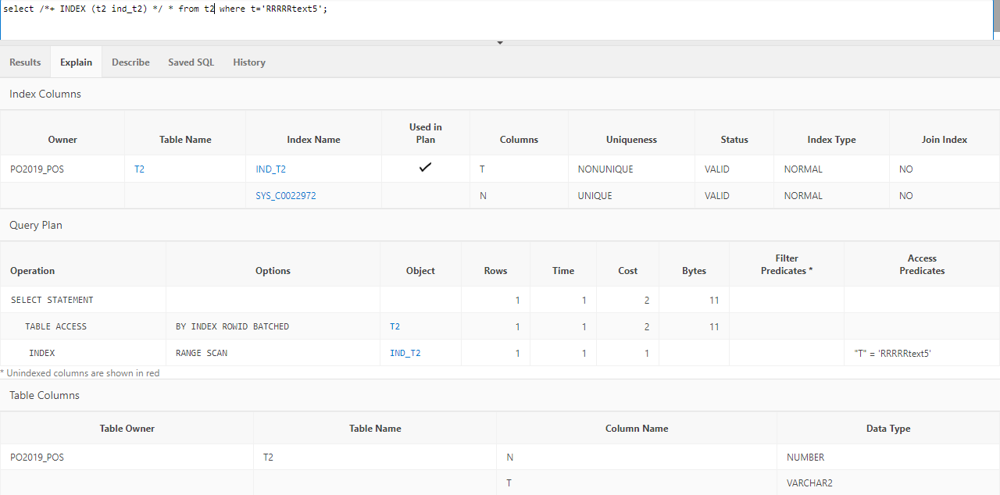 select /*+ INDEX (t2 ind_t2) */ * from t2 where t='RRRRRtext5';
Results Explain Describe Saved SQL History
Index Columns
Owner Table Name Index Name Used in Plan Columns Uniqueness Status Index Type Join Index
PO2019_POS T2 IND_T2 ✓ T NONUNIQUE VALID NORMAL NO
SYS_C0022972 N UNIQUE VALID NORMAL NO
Query Plan
Operation Options Object Rows Time Cost Bytes Filter Predicates * Access Predicates
SELECT STATEMENT 1 1 2 11
TABLE ACCESS BY INDEX ROWID BATCHED T2 1 1 2 11
INDEX RANGE SCAN IND_T2 1 1 1 "T" = 'RRRRRtext5'
* Unindexed columns are shown in red
Table Columns
Table Owner Table Name Column Name Data Type
PO2019_POS T2 N NUMBER
T VARCHAR2